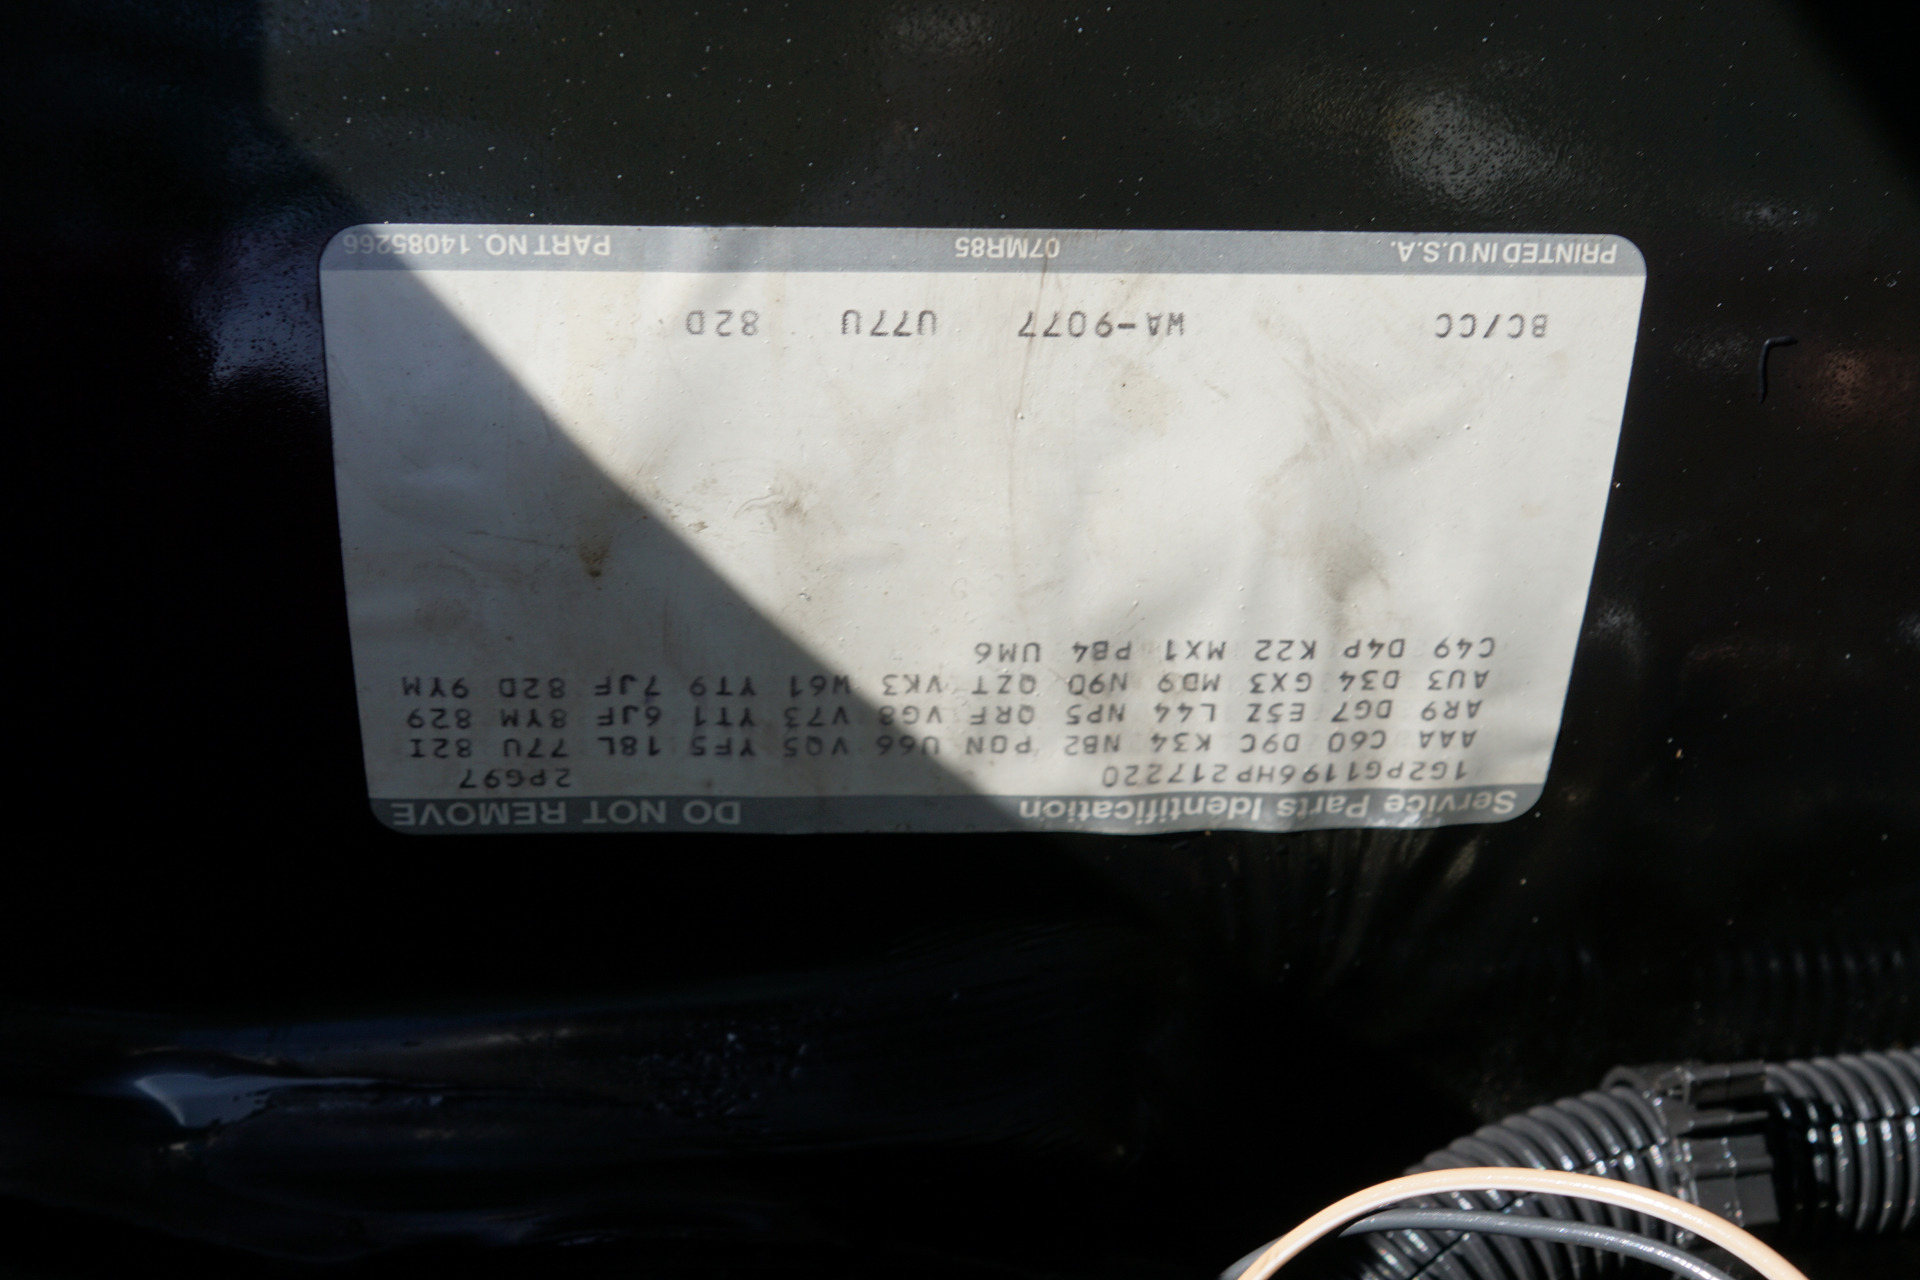 Service Parts Identification DO NOT REMOVE
1G2PG1196HP217220 2PG97
AAA C60 D9C K34 NB2 PGN U66 VQ5 YF5 18L 77U 82I
AR9 DG7 E5Z L44 NP5 QRF VG8 V73 YT1 6JF 8YM 829
AU3 D34 GX3 MD9 N9D QZT VK3 W61 YT9 7JF 82D 9YM
C49 D4P K22 MX1 PB4 UM6
BC/CC WA-9077 U77U 82D
PRINTED IN U.S.A. 07MR85 PART NO. 14085266